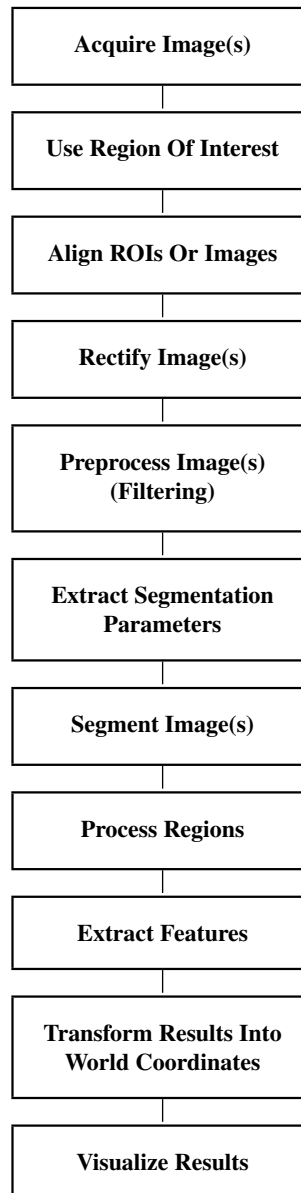 Acquire Image(s)
Use Region Of Interest
Align ROIs Or Images
Rectify Image(s)
Preprocess Image(s)
(Filtering)
Extract Segmentation
Parameters
Segment Image(s)
Process Regions
Extract Features
Transform Results Into
World Coordinates
Visualize Results